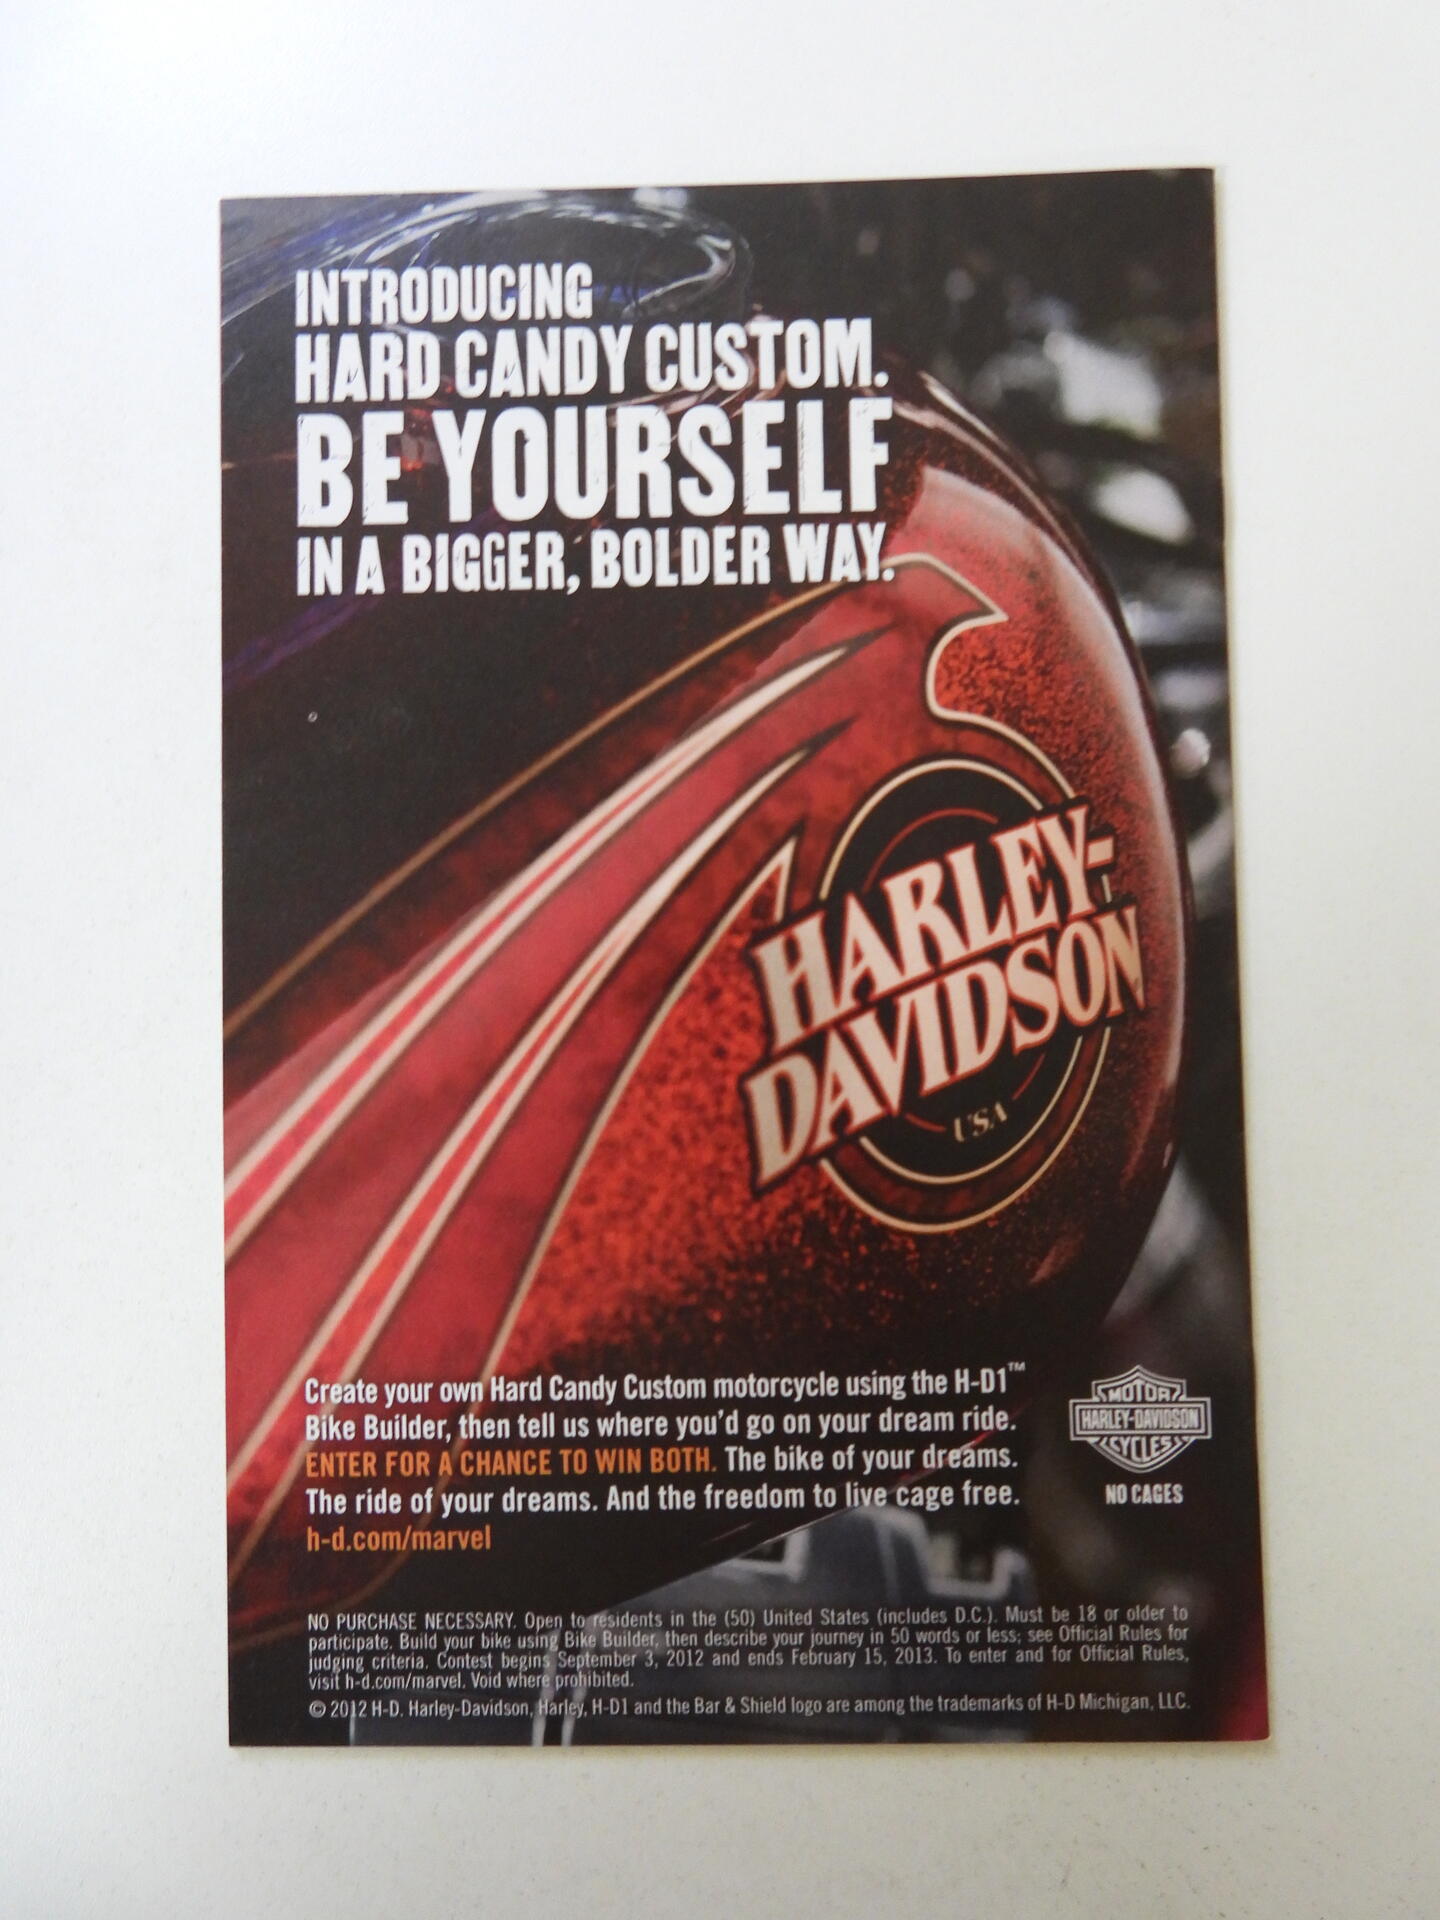 INTRODUCING
HARD CANDY CUSTOM.
BE YOURSELF
IN A BIGGER, BOLDER WAY.
HARLEY-
DAVIDSON
USA
Create your own Hard Candy Custom motorcycle using the H-D1™
Bike Builder, then tell us where you'd go on your dream ride.
ENTER FOR A CHANCE TO WIN BOTH. The bike of your dreams.
The ride of your dreams. And the freedom to live cage free.
h-d.com/marvel
MOTOR
HARLEY-DAVIDSON
CYCLES
NO CAGES
NO PURCHASE NECESSARY. Open to residents in the (50) United States (includes D.C.). Must be 18 or older to
participate. Build your bike using Bike Builder, then describe your journey in 50 words or less; see Official Rules for
judging criteria. Contest begins September 3, 2012 and ends February 15, 2013. To enter and for Official Rules,
visit h-d.com/marvel. Void where prohibited.
© 2012 H-D. Harley-Davidson, Harley, H-D1 and the Bar & Shield logo are among the trademarks of H-D Michigan, LLC.